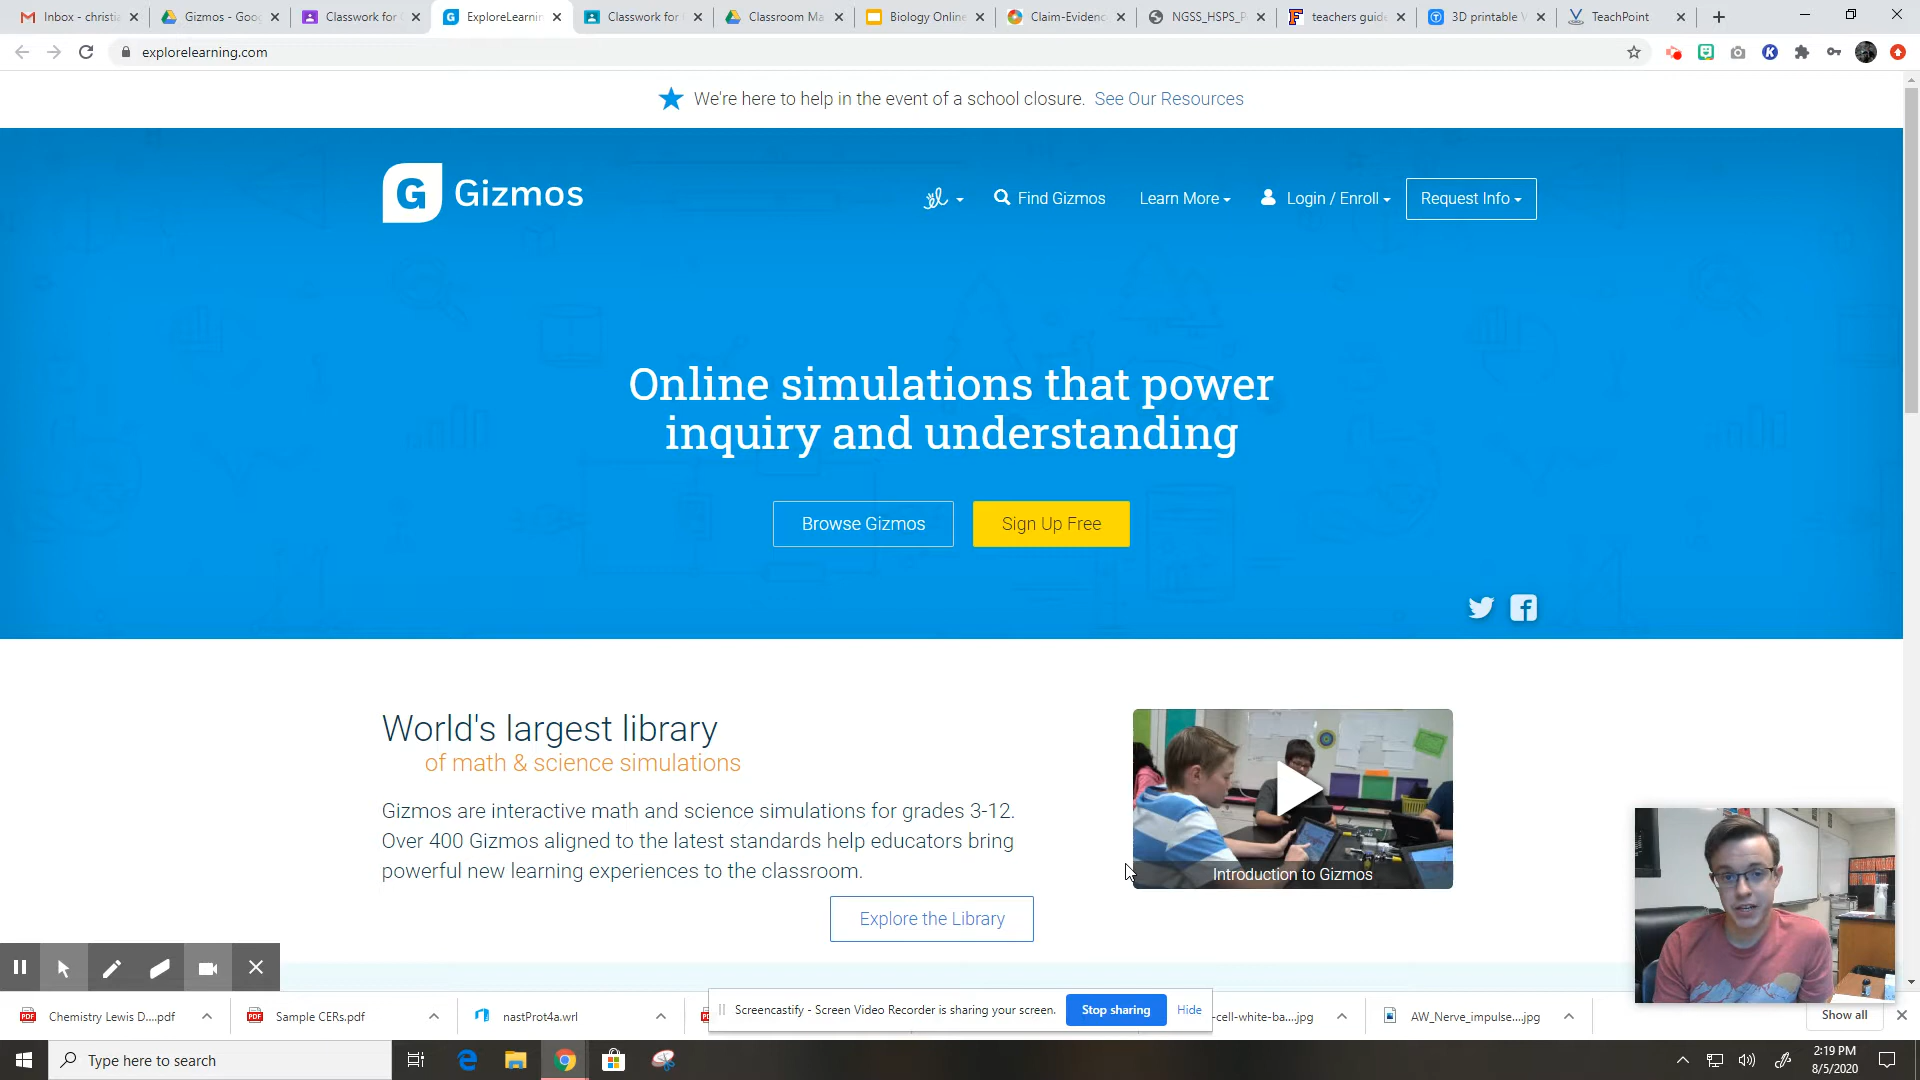 Inbox - christia
Gizmos - Goog
Classwork for C
ExploreLearnin
Classwork for
Classroom Ma
Biology Online
Claim-Evidenc
NGSS_HSPS_P
teachers guid
3D printable V
TeachPoint
explorelearning.com
We're here to help in the event of a school closure. See Our Resources
G Gizmos
el
Find Gizmos
Learn More
Login / Enroll
Request Info
Online simulations that power
inquiry and understanding
Browse Gizmos
Sign Up Free
World's largest library
of math & science simulations
Gizmos are interactive math and science simulations for grades 3-12.
Over 400 Gizmos aligned to the latest standards help educators bring
powerful new learning experiences to the classroom.
Introduction to Gizmos
Explore the Library
Chemistry Lewis D....pdf
Sample CERs.pdf
nastProt4a.wrl
Screencastify - Screen Video Recorder is sharing your screen.
Stop sharing
Hide
-cell-white-ba....jpg
AW_Nerve_impulse....jpg
Show all
Type here to search
2:19 PM
8/5/2020